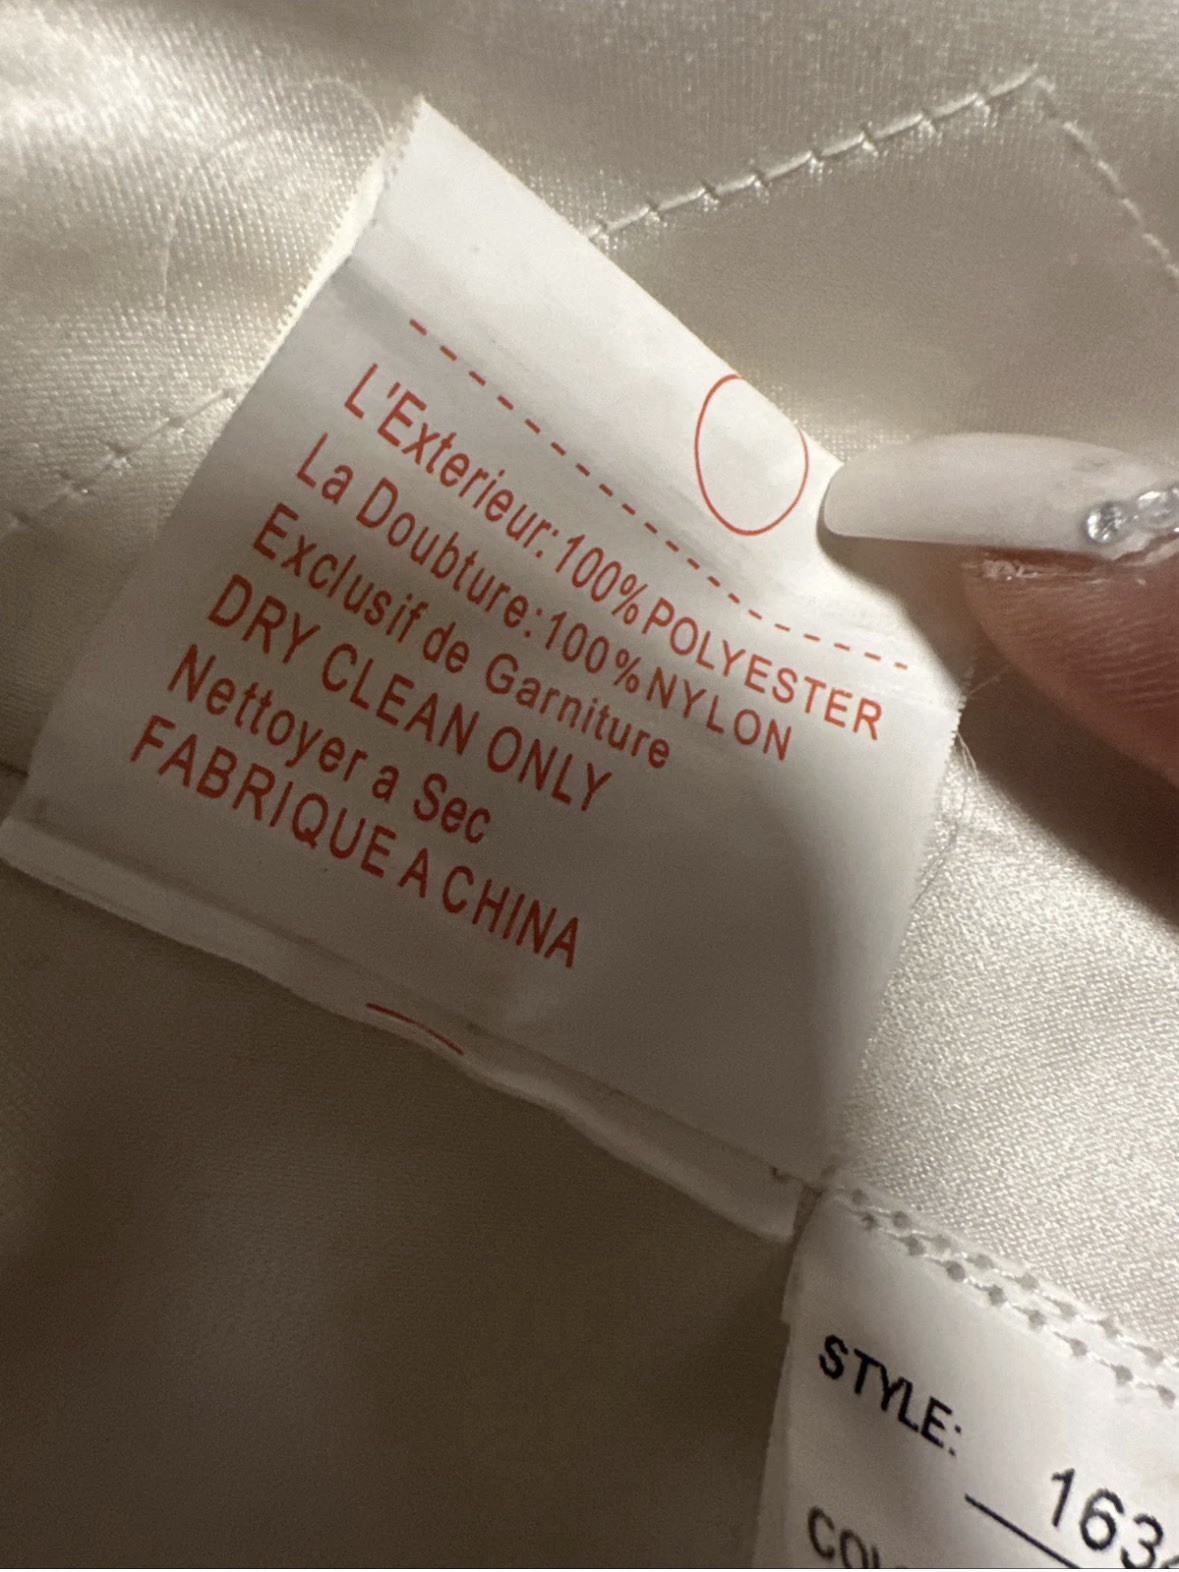 L'Exterieur:100%POLYESTER
La Doubture:100%NYLON
Exclusif de Garniture
DRY CLEAN ONLY
Nettoyer a Sec
FABRIQUE A CHINA
STYLE: